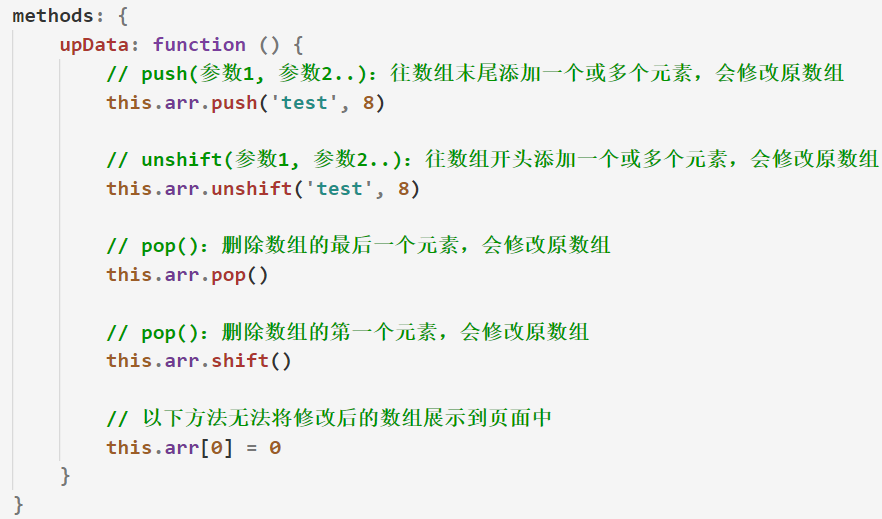 methods: {
upData: function () {
// push(参数1, 参数2..)：往数组末尾添加一个或多个元素，会修改原数组
this.arr.push('test', 8)
// unshift(参数1, 参数2..)：往数组开头添加一个或多个元素，会修改原数组
this.arr.unshift('test', 8)
// pop()：删除数组的最后一个元素，会修改原数组
this.arr.pop()
// pop()：删除数组的第一个元素，会修改原数组
this.arr.shift()
// 以下方法无法将修改后的数组展示到页面中
this.arr[0] = 0
}
}